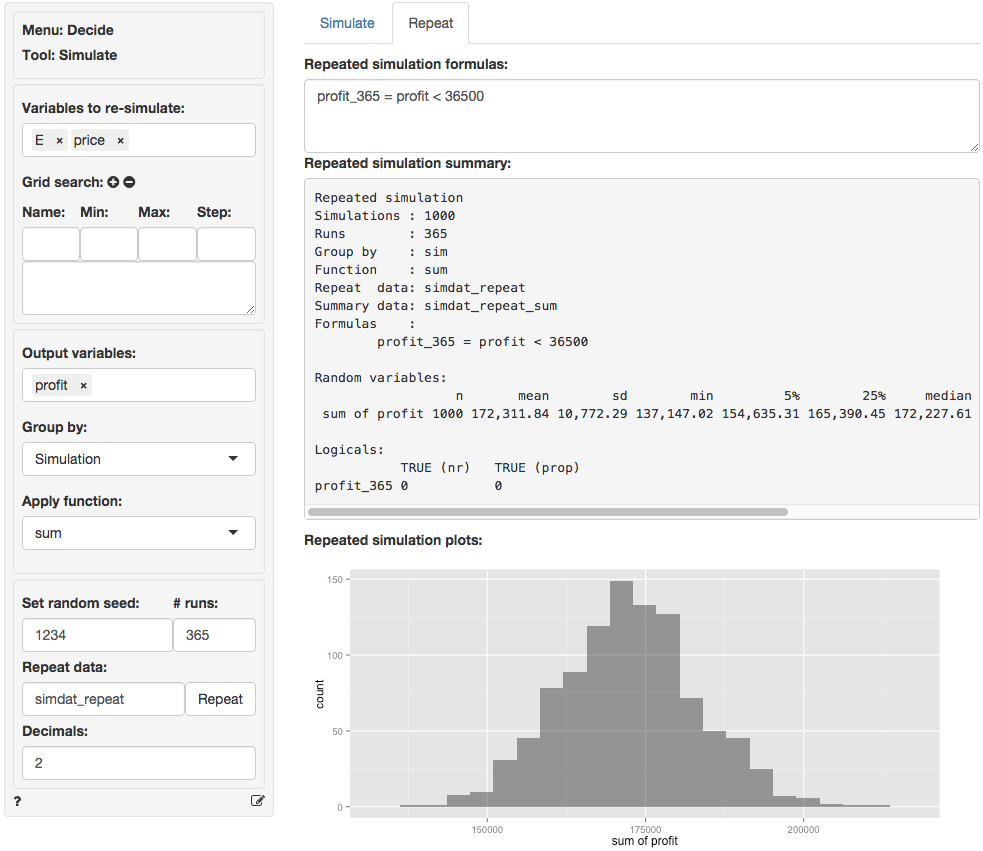 Menu: Decide
Tool: Simulate
Variables to re-simulate:
E × price ×
Grid search:
Name: Min: Max: Step:
Output variables:
profit ×
Group by:
Simulation
Apply function:
sum
Set random seed: # runs:
1234 365
Repeat data:
simdat_repeat Repeat
Decimals:
2
?
Simulate Repeat
Repeated simulation formulas:
profit_365 = profit < 36500
Repeated simulation summary:
Repeated simulation
Simulations : 1000
Runs        : 365
Group by    : sim
Function    : sum
Repeat  data: simdat_repeat
Summary data: simdat_repeat_sum
Formulas    :
        profit_365 = profit < 36500
Random variables:
                  n       mean        sd        min         5%        25%     median
 sum of profit 1000 172,311.84 10,772.29 137,147.02 154,635.31 165,390.45 172,227.61
Logicals:
           TRUE (nr)   TRUE (prop)
profit_365 0           0
Repeated simulation plots:
150
100
50
0
count
150000 175000 200000
sum of profit